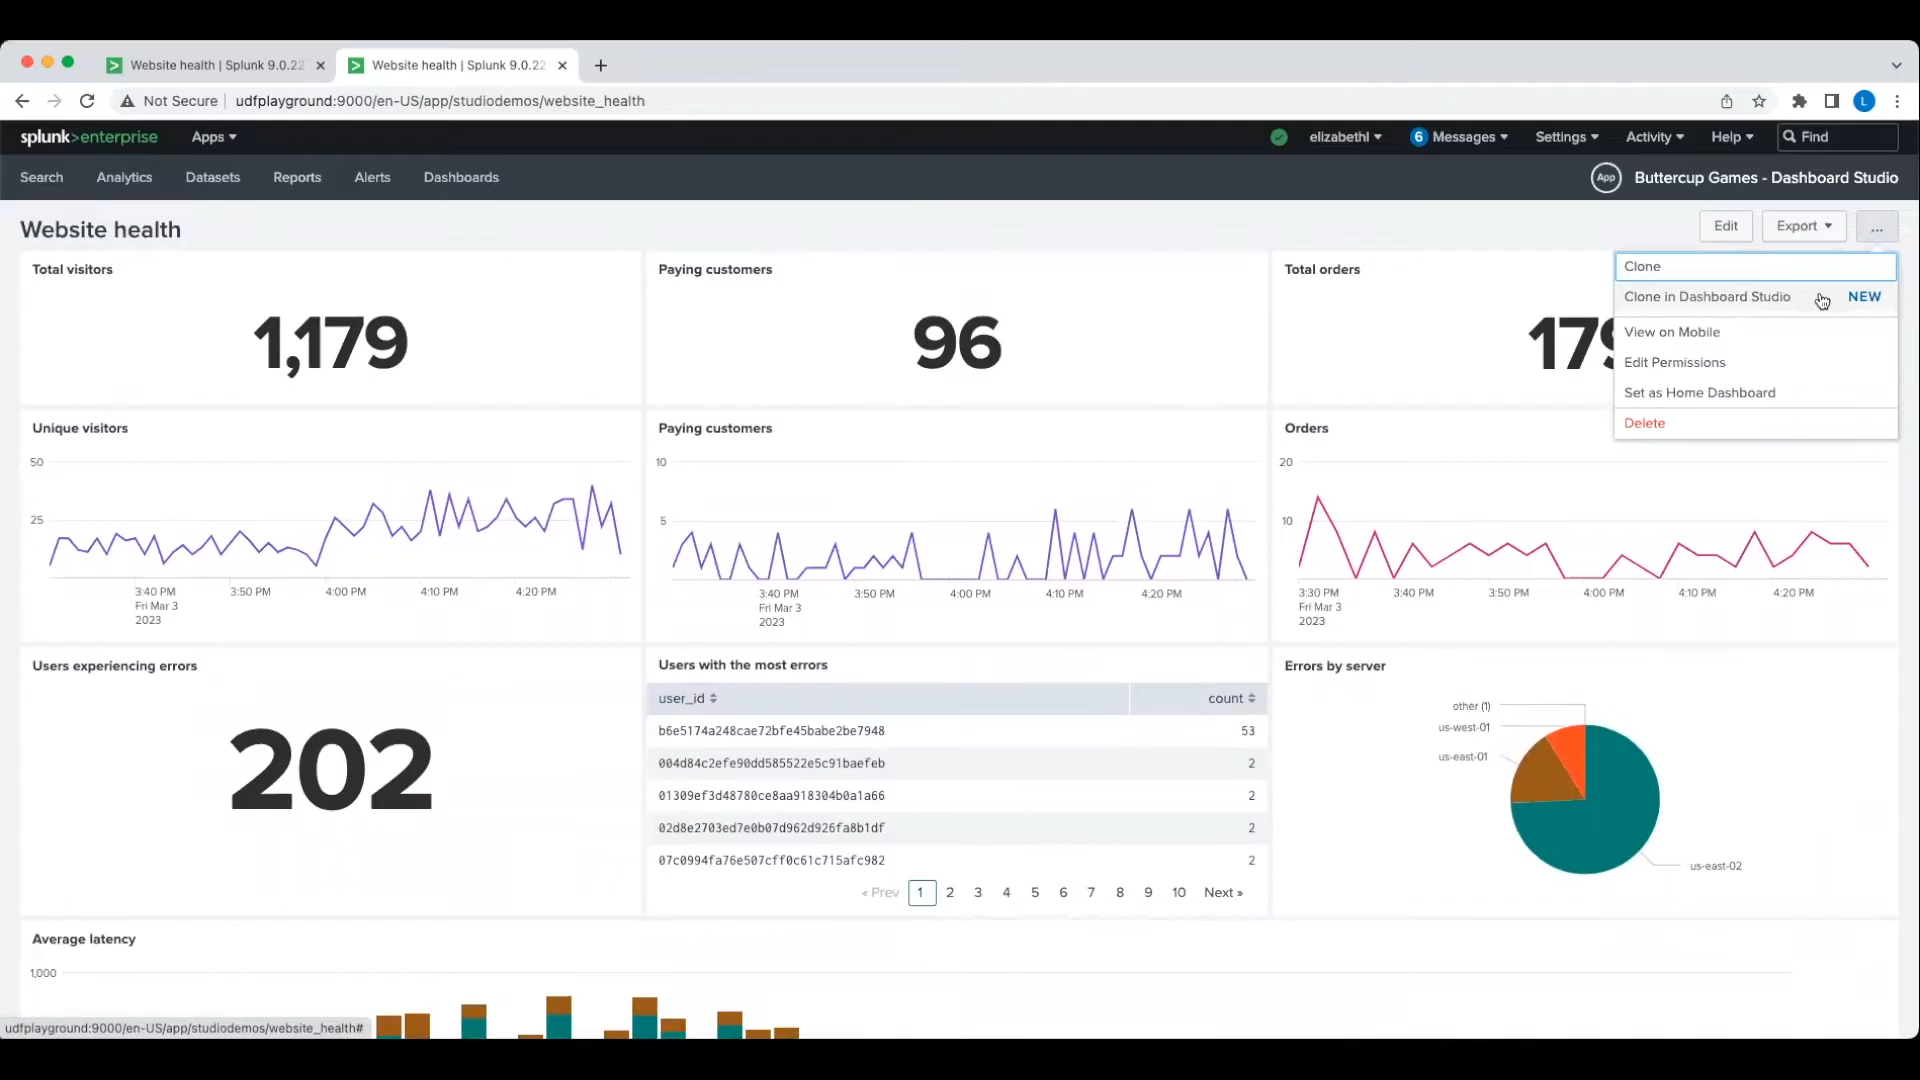 Website health | Splunk 9.0.22
Website health | Splunk 9.0.22
Not Secure
udfplayground:9000/en-US/app/studiodemos/website_health
L
splunk>enterprise
Apps
elizabethl
6
Messages
Settings
Activity
Help
Find
Search
Analytics
Datasets
Reports
Alerts
Dashboards
App
Buttercup Games - Dashboard Studio
Website health
Edit
Export
...
Clone
Clone in Dashboard Studio NEW
View on Mobile
Edit Permissions
Set as Home Dashboard
Delete
Total visitors
1,179
Paying customers
96
Total orders
179
Unique visitors
50
25
3:40 PM
Fri Mar 3
2023
3:50 PM
4:00 PM
4:10 PM
4:20 PM
Paying customers
10
5
3:40 PM
Fri Mar 3
2023
3:50 PM
4:00 PM
4:10 PM
4:20 PM
Orders
20
10
3:30 PM
Fri Mar 3
2023
3:40 PM
3:50 PM
4:00 PM
4:10 PM
4:20 PM
Users experiencing errors
202
Users with the most errors
user_id count
b6e5174a248cae72bfe45babe2be7948 53
004d84c2efe90dd585522e5c91baefeb 2
01309ef3d48780ce8aa918304b0a1a66 2
02d8e2703ed7e0b07d962d926fa8b1df 2
07c0994fa76e507cff0c61c715afc982 2
« Prev 1 2 3 4 5 6 7 8 9 10 Next »
Errors by server
other (1)
us-west-01
us-east-01
us-east-02
Average latency
1,000
udfplayground:9000/en-US/app/studiodemos/website_health#